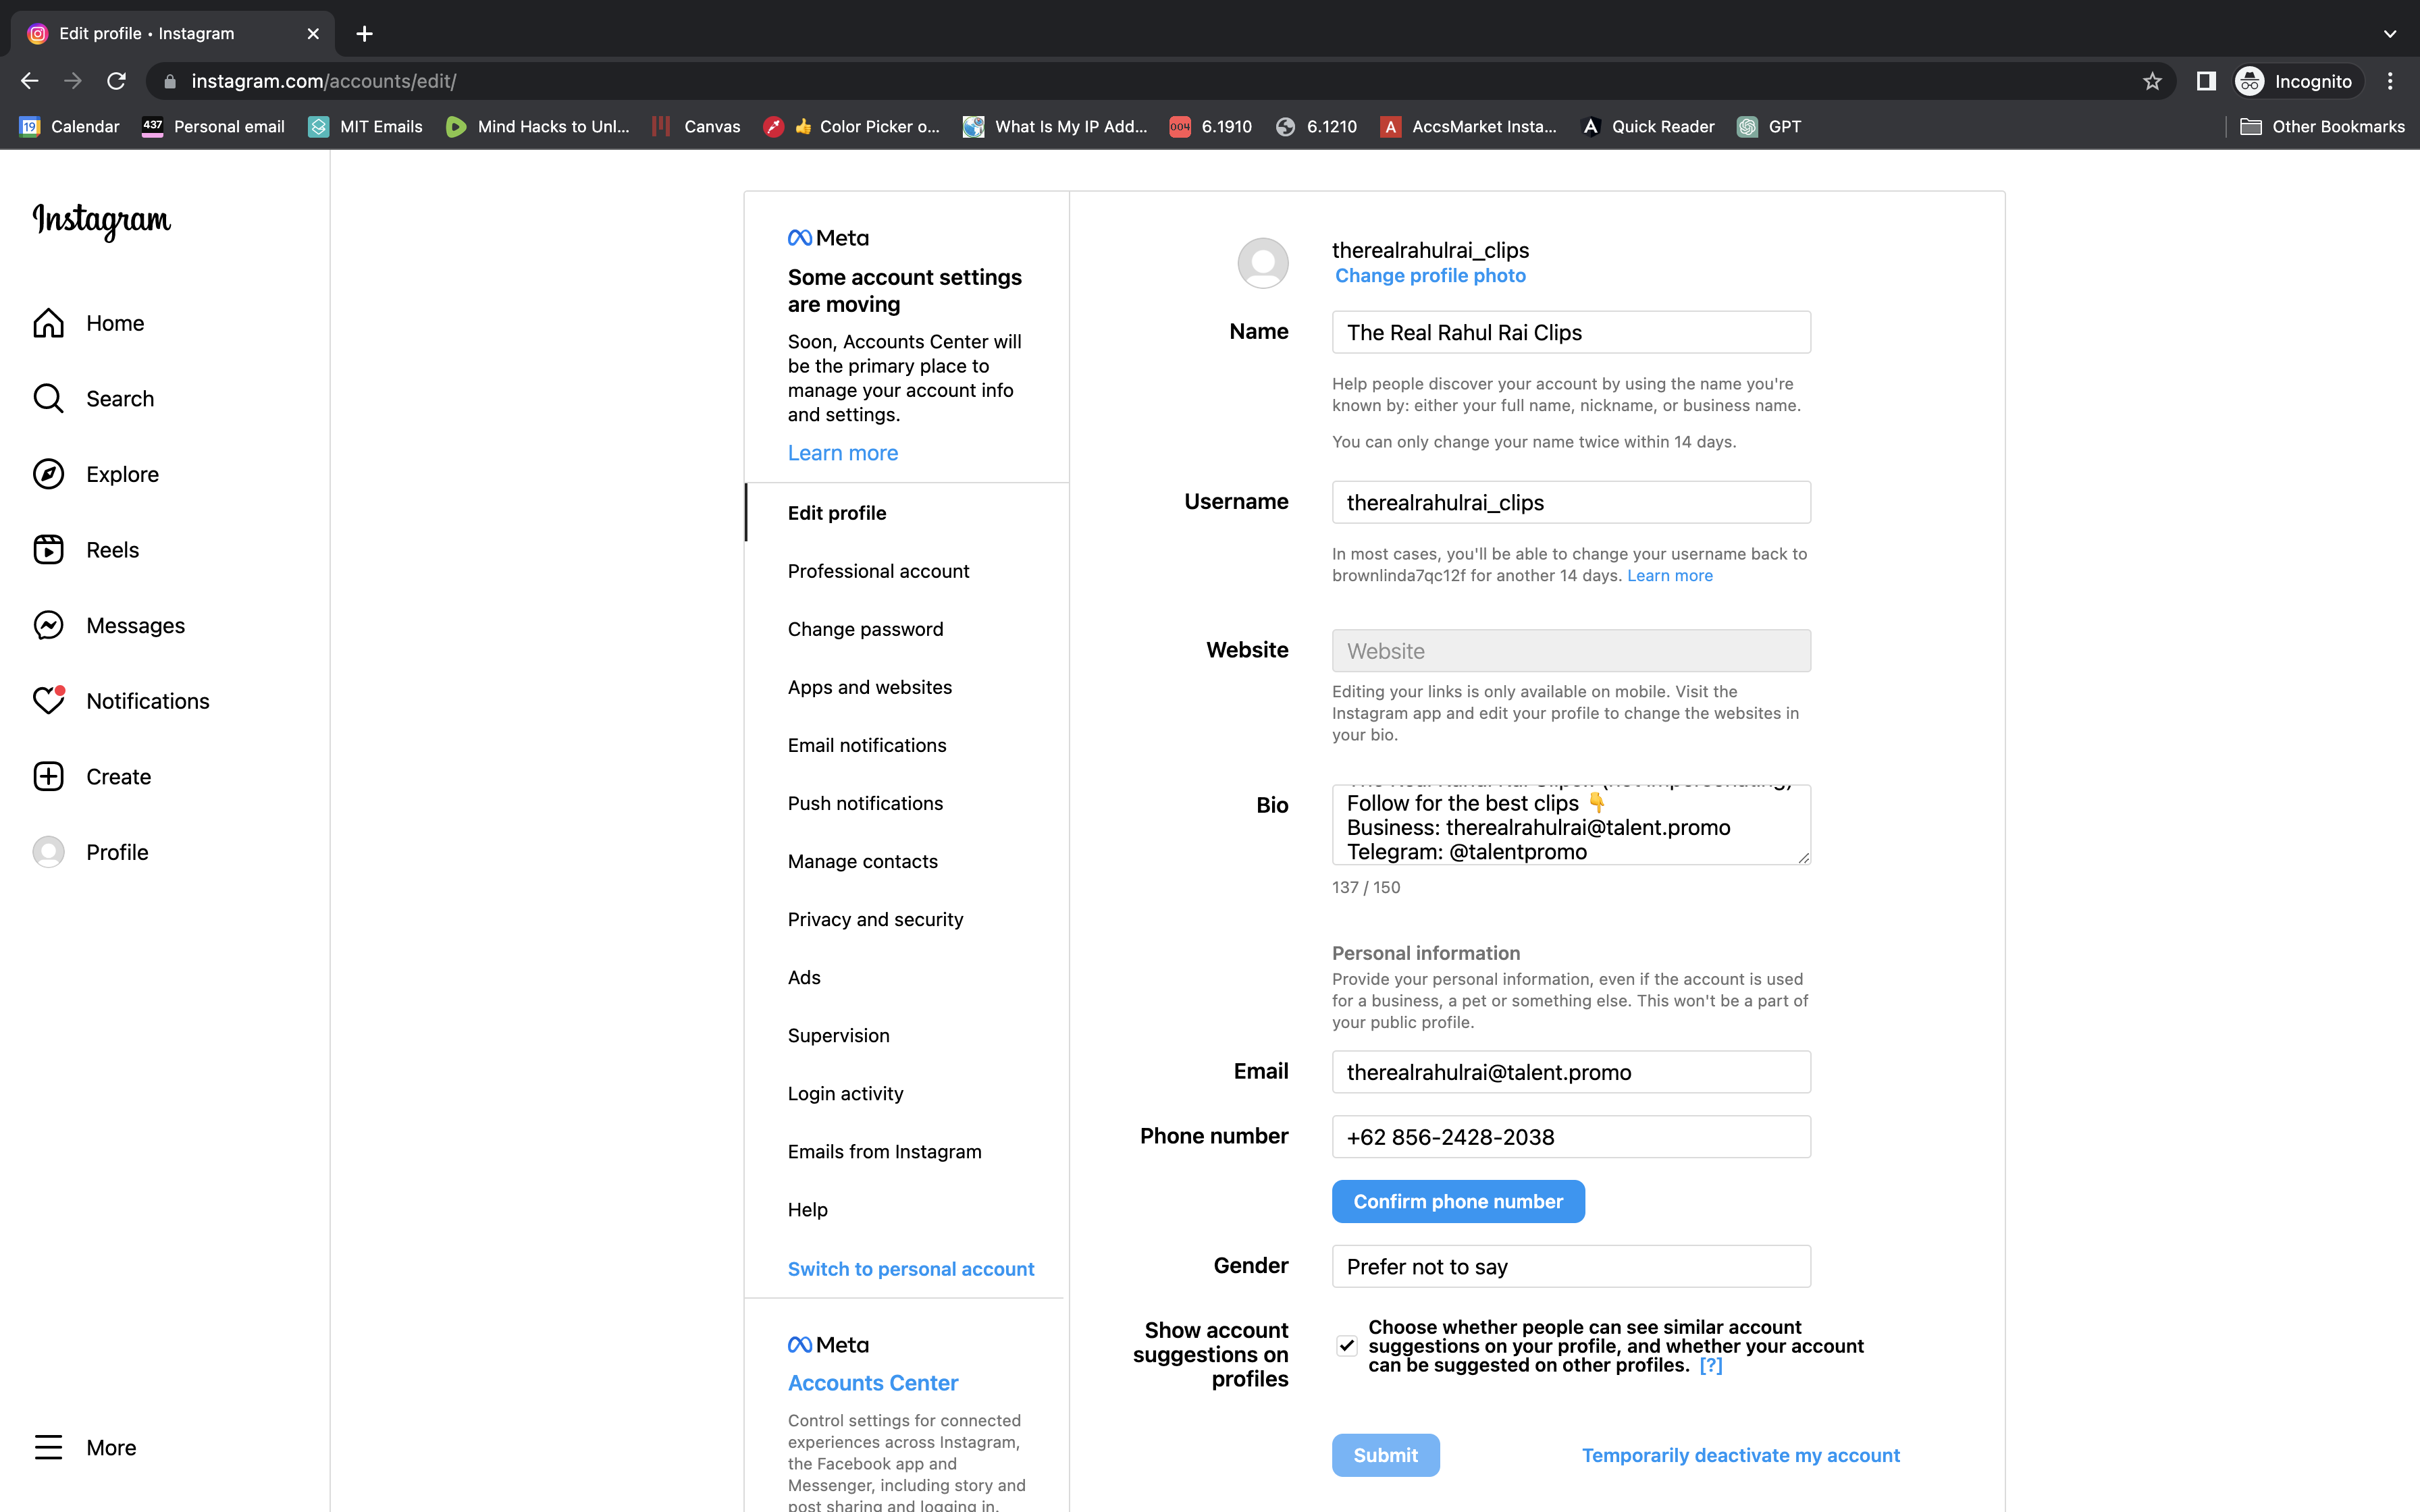 Edit profile • Instagram
instagram.com/accounts/edit/
Incognito
19 Calendar
437 Personal email
MIT Emails
Mind Hacks to Unl...
Canvas
👍 Color Picker o...
What Is My IP Add...
004 6.1910
6.1210
A AccsMarket Insta...
Quick Reader
GPT
Other Bookmarks
Instagram
Home
Search
Explore
Reels
Messages
Notifications
Create
Profile
More
Meta
Some account settings
are moving
Soon, Accounts Center will
be the primary place to
manage your account info
and settings.
Learn more
Edit profile
Professional account
Change password
Apps and websites
Email notifications
Push notifications
Manage contacts
Privacy and security
Ads
Supervision
Login activity
Emails from Instagram
Help
Switch to personal account
Meta
Accounts Center
Control settings for connected
experiences across Instagram,
the Facebook app and
Messenger, including story and
post sharing and logging in.
therealrahulrai_clips
Change profile photo
Name
The Real Rahul Rai Clips
Help people discover your account by using the name you're
known by: either your full name, nickname, or business name.
You can only change your name twice within 14 days.
Username
therealrahulrai_clips
In most cases, you'll be able to change your username back to
brownlinda7qc12f for another 14 days. Learn more
Website
Website
Editing your links is only available on mobile. Visit the
Instagram app and edit your profile to change the websites in
your bio.
Bio
Follow for the best clips 👇
Business: therealrahulrai@talent.promo
Telegram: @talentpromo
137 / 150
Personal information
Provide your personal information, even if the account is used
for a business, a pet or something else. This won't be a part of
your public profile.
Email
therealrahulrai@talent.promo
Phone number
+62 856-2428-2038
Confirm phone number
Gender
Prefer not to say
Show account
suggestions on
profiles
Choose whether people can see similar account
suggestions on your profile, and whether your account
can be suggested on other profiles. [?]
Submit
Temporarily deactivate my account